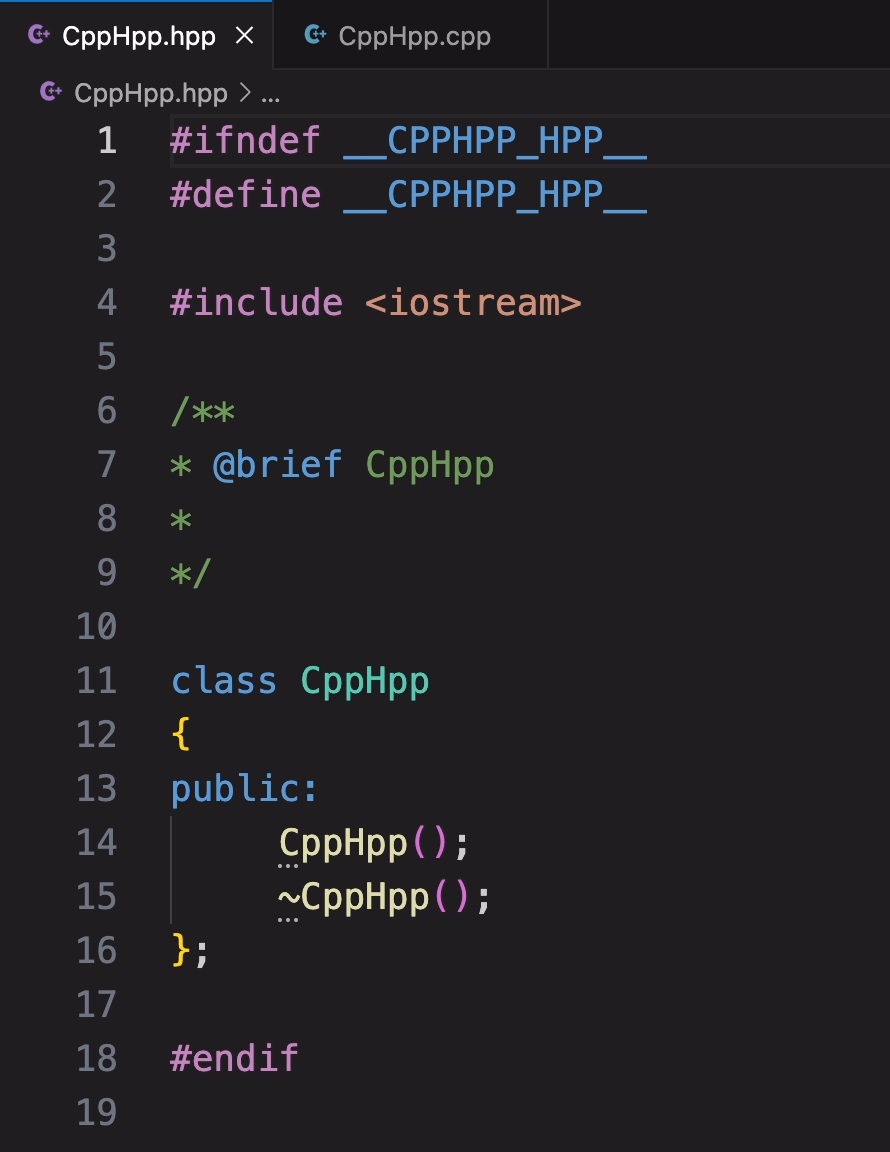 CppHpp.hpp CppHpp.cpp
CppHpp.hpp > ...
1 #ifndef __CPPHPP_HPP__
2 #define __CPPHPP_HPP__
3
4 #include <iostream>
5
6 /**
7 * @brief CppHpp
8 *
9 */
10
11 class CppHpp
12 {
13 public:
14 CppHpp();
15 ~CppHpp();
16 };
17
18 #endif
19